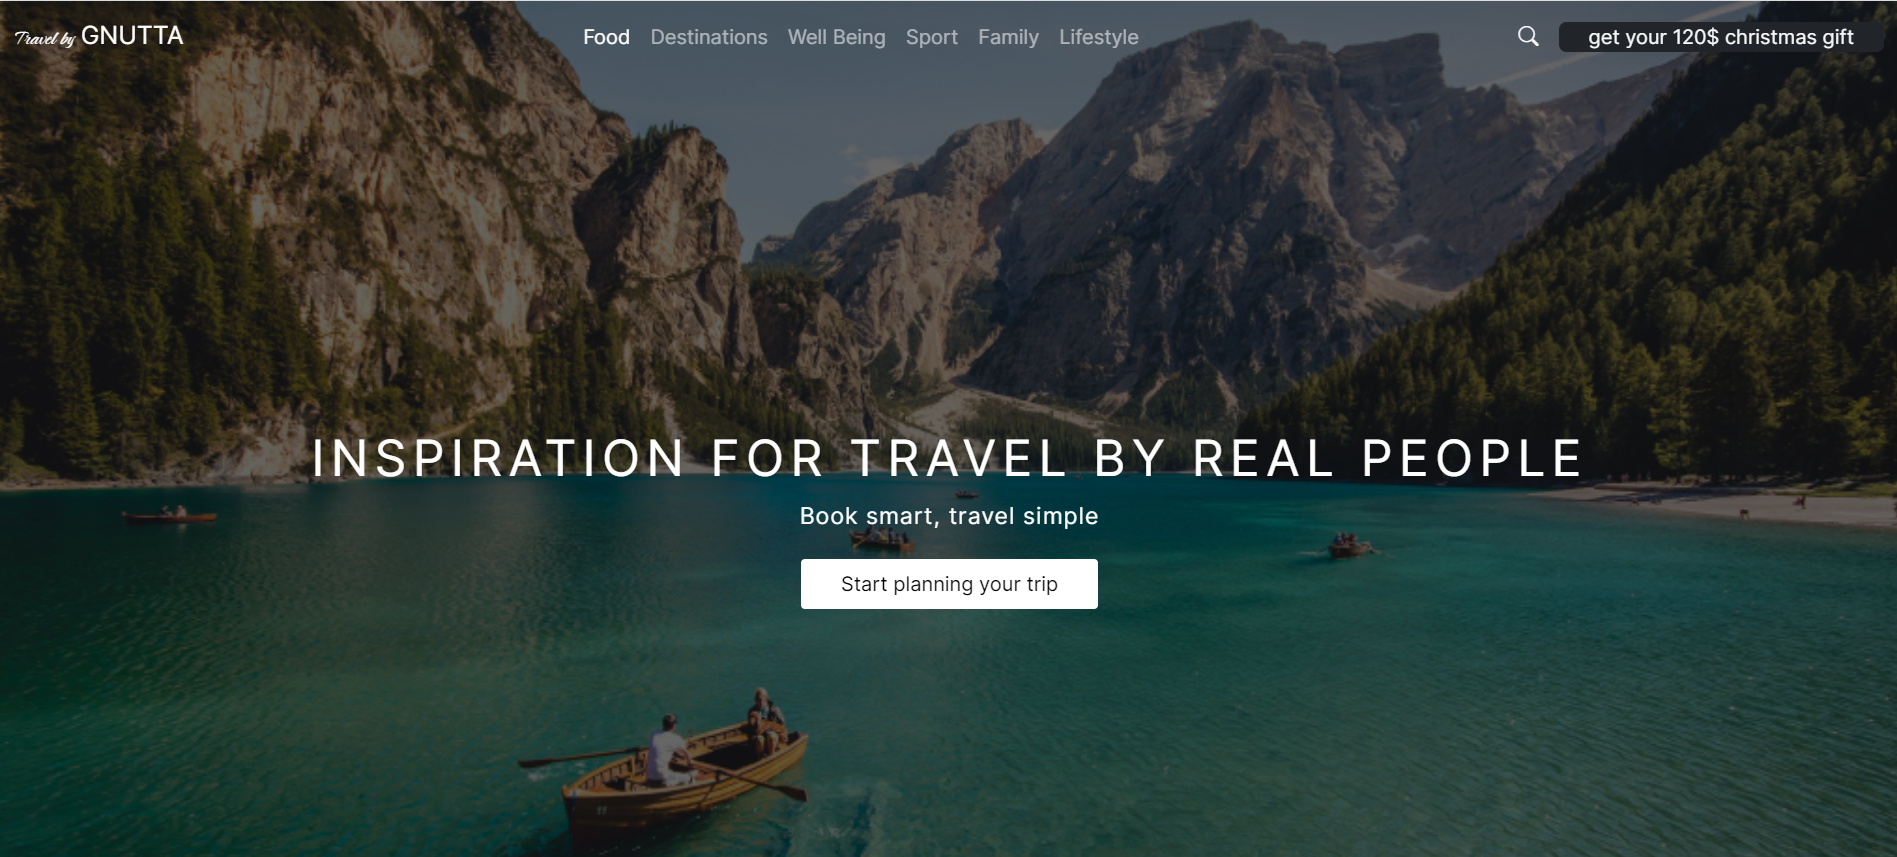 Travel by GNUTTA
Food Destinations Well Being Sport Family Lifestyle
get your 120$ christmas gift
INSPIRATION FOR TRAVEL BY REAL PEOPLE
Book smart, travel simple
Start planning your trip